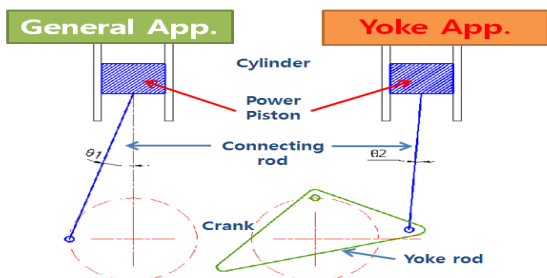 General App.
Yoke App.
Cylinder
Power
Piston
θ1
Connecting
rod
θ2
Crank
Yoke rod